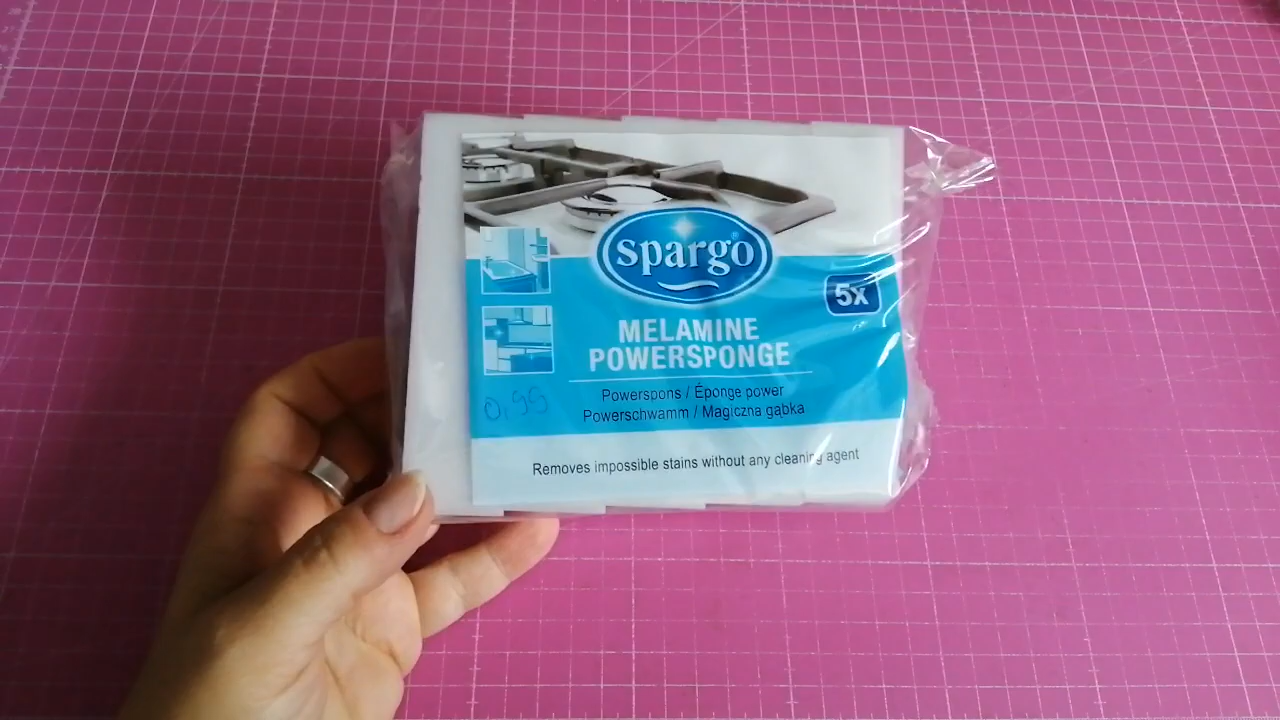 spargo®
5x
MELAMINE
POWERSPONGE
Powerspons / Éponge power
Powerschwamm / Magiczna gąbka
0,99
Removes impossible stains without any cleaning agent